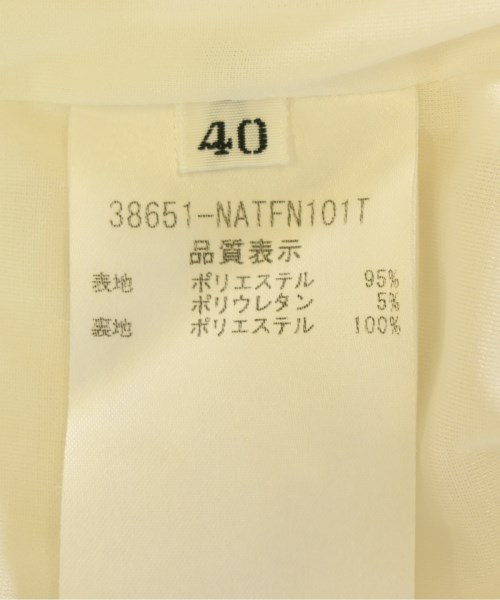 40
38651-NATFN101T
品質表示
表地 ポリエステル 95%
ポリウレタン 5%
裏地 ポリエステル 100%